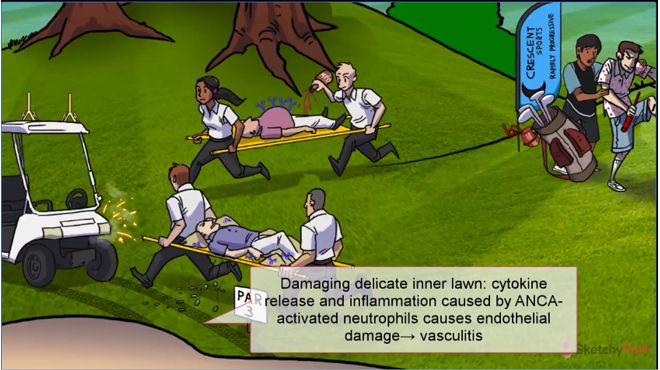 CRESCENT
SPORTS
RAPIDLY PROGRESSIVE
PAR
3
Damaging delicate inner lawn: cytokine
release and inflammation caused by ANCA-
activated neutrophils causes endothelial
damage→ vasculitis
SketchyPath